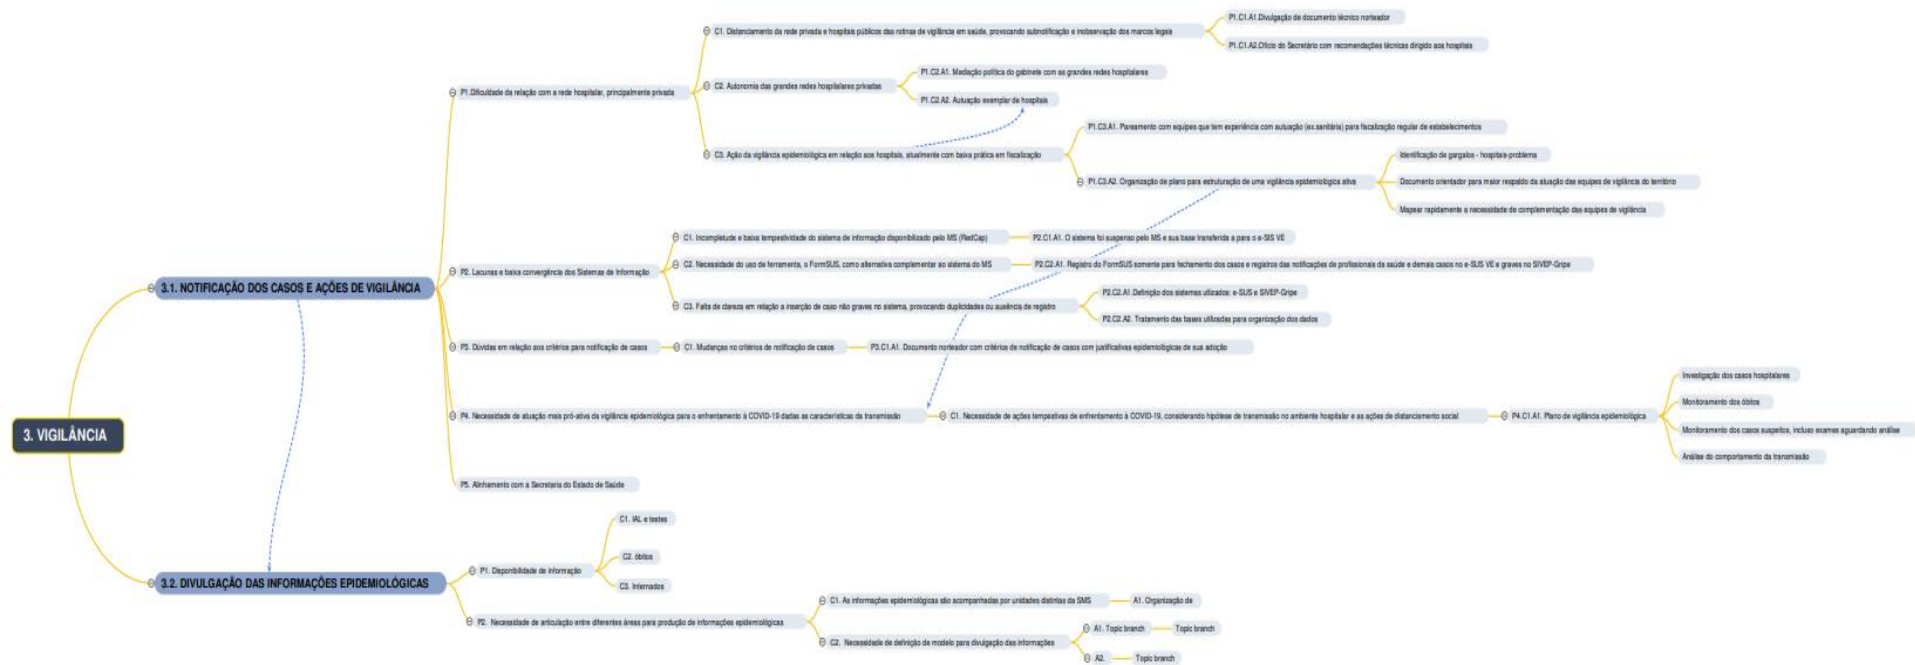 3. VIGILÂNCIA
3.1. NOTIFICAÇÃO DOS CASOS E AÇÕES DE VIGILÂNCIA
P1.Dificuldade da relação com a rede hospitalar, principalmente privada
C1. Distanciamento da rede privada e hospitais públicos das rotinas de vigilância em saúde, provocando subnotificação e inobservação dos marcos legais
P1.C1.A1.Divulgação de documento técnico norteador
P1.C1.A2.Ofício do Secretário com recomendações técnicas dirigido aos hospitais
C2. Autonomia das grandes redes hospitalares privadas
P1.C2.A1. Mediação política do gabinete com as grandes redes hospitalares
P1.C2.A2. Autuação exemplar de hospitais
C3. Ação da vigilância epidemiológica em relação aos hospitais, atualmente com baixa prática em fiscalização
P1.C3.A1. Pareamento com equipes que tem experiência com autuação (ex.sanitária) para fiscalização regular de estabelecimentos
P1.C3.A2. Organização de plano para estruturação de uma vigilância epidemiológica ativa
Identificação de gargalos - hospitais-problema
Documento orientador para maior respaldo da atuação das equipes de vigilância do território
Mapear rapidamente a necessidade de complementação das equipes de vigilância
P2. Lacunas e baixa convergência dos Sistemas de Informação
C1. Incompletude e baixa tempestividade do sistema de informação disponibilizado pelo MS (RedCap)
P2.C1.A1. O sistema foi suspenso pelo MS e sua base transferida a para o e-SIS VE
C2. Necessidade do uso de ferramenta, o FormSUS, como alternativa complementar ao sistema do MS
P2.C2.A1. Registro do FormSUS somente para fechamento dos casos e registros das notificações de profissionais da saúde e demais casos no e-SUS VE e graves no SIVEP-Gripe
C3. Falta de clareza em relação a inserção de caso não graves no sistema, provocando duplicidades ou ausência de registro
P2.C2.A1.Definição dos sistemas utilizados: e-SUS e SIVEP-Gripe
P2.C2.A2. Tratamento das bases utilizadas para organização dos dados
P3. Dúvidas em relação aos critérios para notificação de casos
C1. Mudanças no critérios de notificação de casos
P3.C1.A1. Documento norteador com critérios de notificação de casos com justificativas epidemiológicas de sua adoção
P4. Necessidade de atuação mais pró-ativa da vigilância epidemiológica para o enfrentamento à COVID-19 dadas as características da transmissão
C1. Necessidade de ações tempestivas de enfrentamento à COVID-19, considerando hipótese de transmissão no ambiente hospitalar e as ações de distanciamento social
P4.C1.A1. Plano de vigilância epidemiológica
Investigação dos casos hospitalares
Monitoramento dos óbitos
Monitoramento dos casos suspeitos, incluso exames aguardando análise
Análise do comportamento da transmissão
P5. Alinhamento com a Secretaria do Estado de Saúde
3.2. DIVULGAÇÃO DAS INFORMAÇÕES EPIDEMIOLÓGICAS
P1. Disponibilidade de informação
C1. IAL e testes
C2. óbitos
C3. Internados
P2. Necessidade de articulação entre diferentes áreas para produção de informações epidemiológicas
C1. As informações epidemiológicas são acompanhadas por unidades distintas da SMS
A1. Organização de
C2. Necessidade de definição de modelo para divulgação das informações
A1. Topic branch
Topic branch
A2.
Topic branch